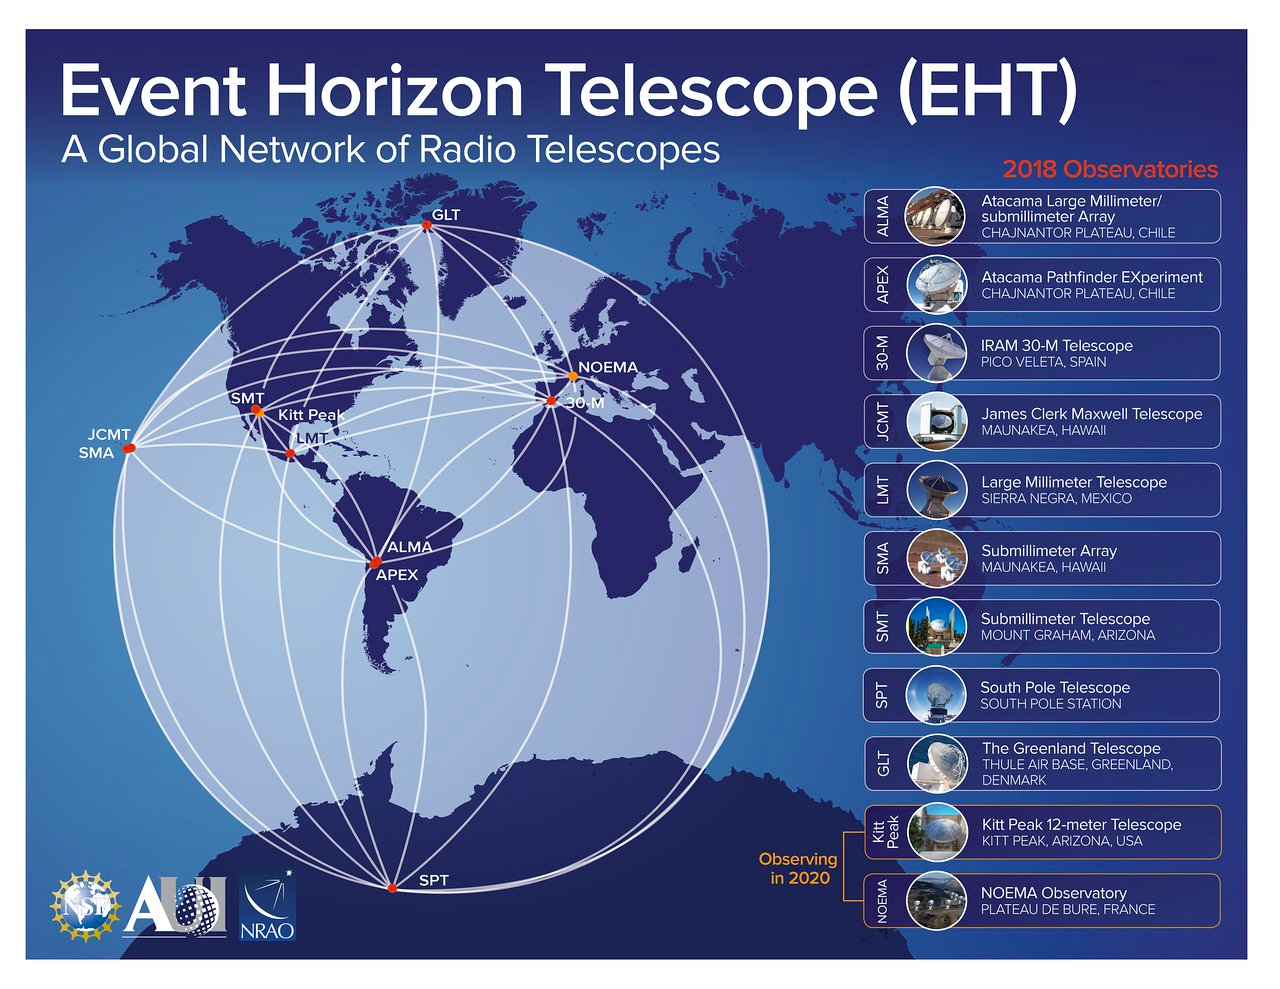 Event Horizon Telescope (EHT)
A Global Network of Radio Telescopes
2018 Observatories
GLT
NOEMA
30-M
SMT
Kitt Peak
LMT
JCMT
SMA
ALMA
APEX
SPT
ALMA
Atacama Large Millimeter/
submillimeter Array
CHAJNANTOR PLATEAU, CHILE
APEX
Atacama Pathfinder EXperiment
CHAJNANTOR PLATEAU, CHILE
30-M
IRAM 30-M Telescope
PICO VELETA, SPAIN
JCMT
James Clerk Maxwell Telescope
MAUNAKEA, HAWAII
LMT
Large Millimeter Telescope
SIERRA NEGRA, MEXICO
SMA
Submillimeter Array
MAUNAKEA, HAWAII
SMT
Submillimeter Telescope
MOUNT GRAHAM, ARIZONA
SPT
South Pole Telescope
SOUTH POLE STATION
GLT
The Greenland Telescope
THULE AIR BASE, GREENLAND,
DENMARK
Observing
in 2020
Kitt
Peak
Kitt Peak 12-meter Telescope
KITT PEAK, ARIZONA, USA
NOEMA
NOEMA Observatory
PLATEAU DE BURE, FRANCE
NSF
AUI
NRAO